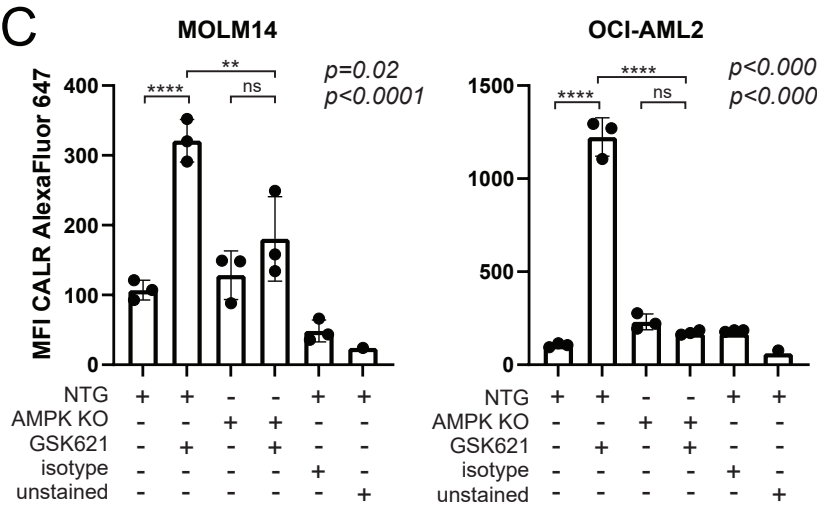 C
MOLM14
OCI-AML2
MFI CALR AlexaFluor 647
400
300
200
100
0
****
**
ns
p=0.02
p<0.0001
1500
1000
500
0
****
****
ns
p<0.000
p<0.000
NTG + + - - + +
AMPK KO - - + + - -
GSK621 - + - + - -
isotype - - - - + -
unstained - - - - - +
NTG + + - - + +
AMPK KO - - + + - -
GSK621 - + - + - -
isotype - - - - + -
unstained - - - - - +